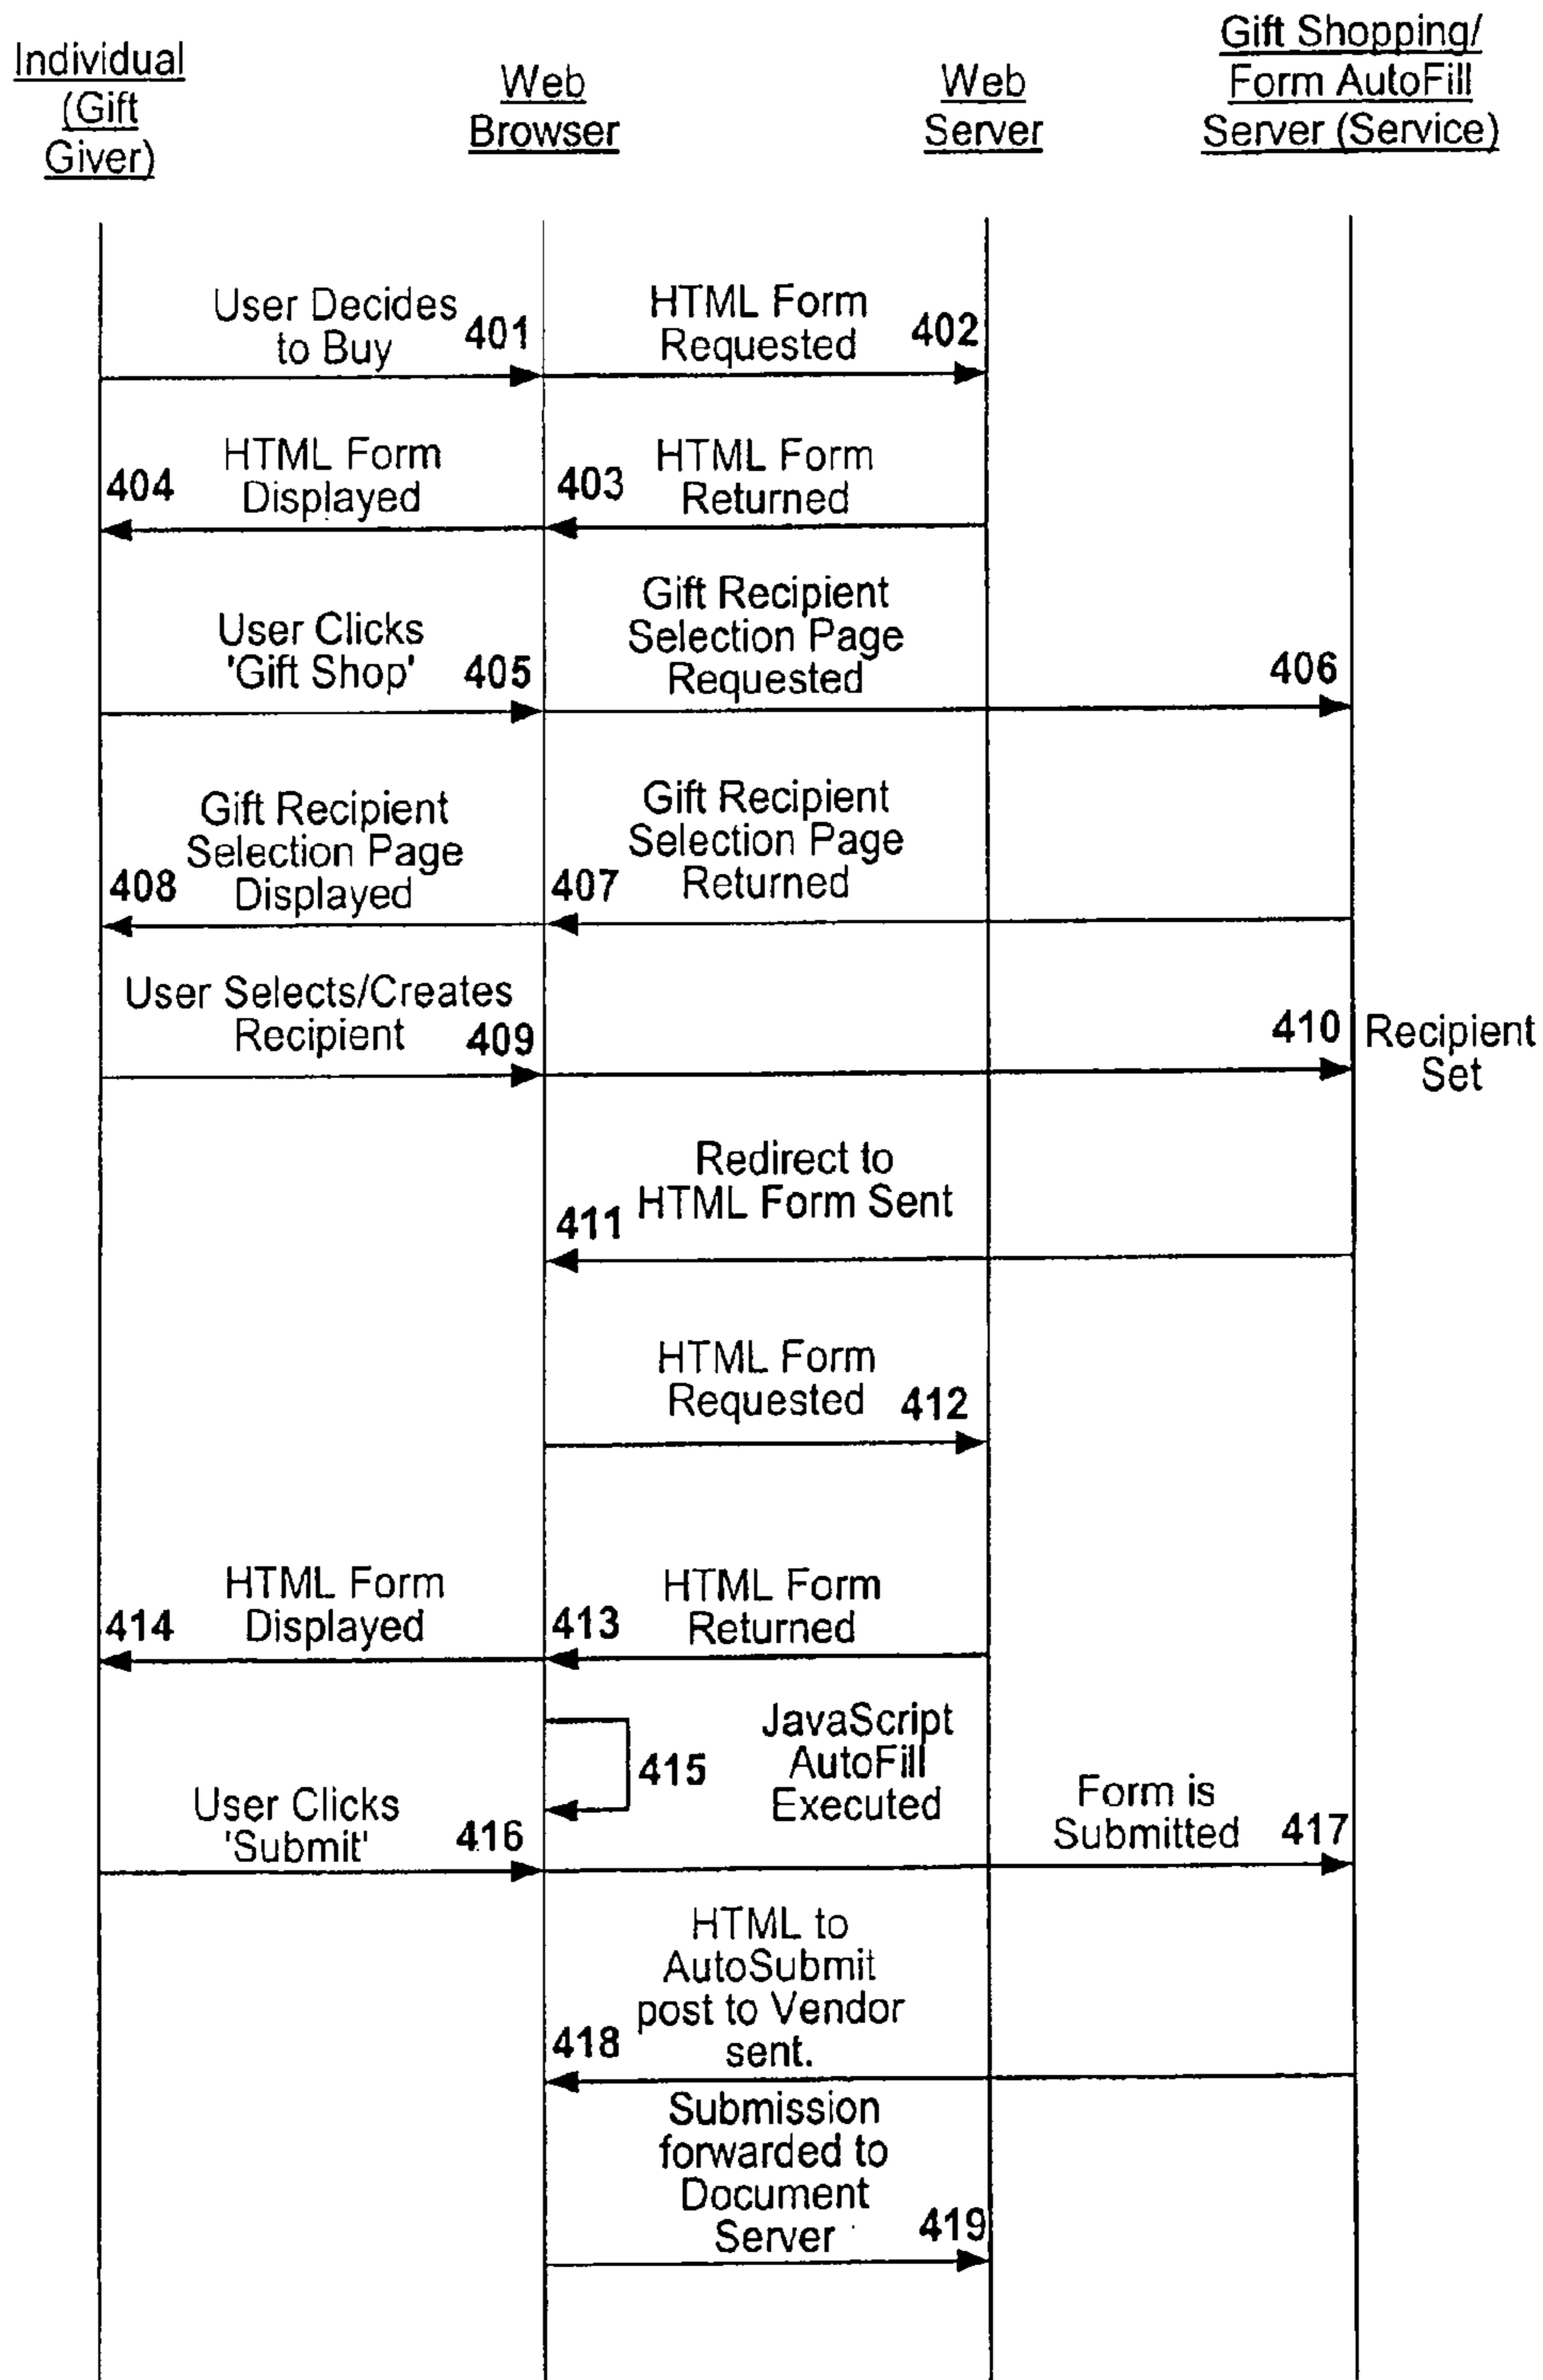 Individual
(Gift
Giver)
Web
Browser
Web
Server
Gift Shopping/
Form AutoFill
Server (Service)
User Decides
to Buy
401
HTML Form
Requested
402
404
HTML Form
Displayed
403
HTML Form
Returned
User Clicks
'Gift Shop'
405
Gift Recipient
Selection Page
Requested
406
408
Gift Recipient
Selection Page
Displayed
407
Gift Recipient
Selection Page
Returned
User Selects/Creates
Recipient
409
410
Recipient
Set
411
Redirect to
HTML Form Sent
HTML Form
Requested
412
414
HTML Form
Displayed
413
HTML Form
Returned
415
JavaScript
AutoFill
Executed
User Clicks
'Submit'
416
Form is
Submitted
417
418
HTML to
AutoSubmit
post to Vendor
sent.
Submission
forwarded to
Document
Server
419